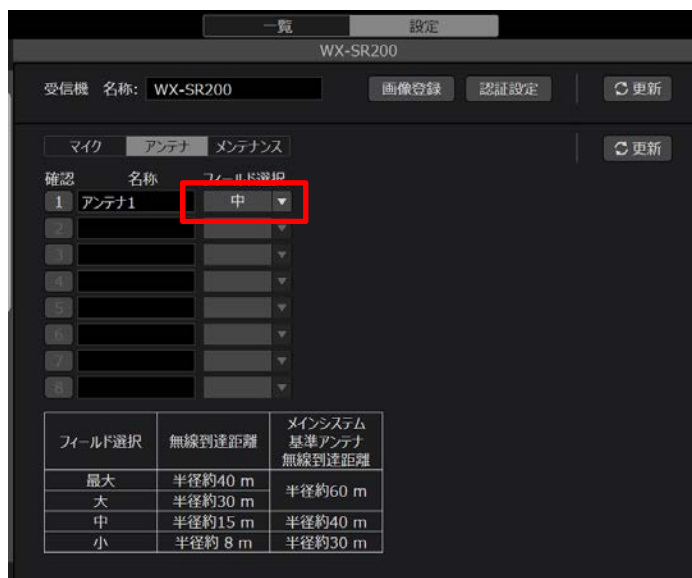 一覧 設定
WX-SR200
受信機 名称: WX-SR200 画像登録 認証設定 更新
マイク アンテナ メンテナンス 更新
確認 名称 フィールド選択
1 アンテナ1 中
2
3
4
5
6
7
8
フィールド選択 無線到達距離 メインシステム
基準アンテナ
無線到達距離
最大 半径約40 m 半径約60 m
大 半径約30 m
中 半径約15 m 半径約40 m
小 半径約 8 m 半径約30 m